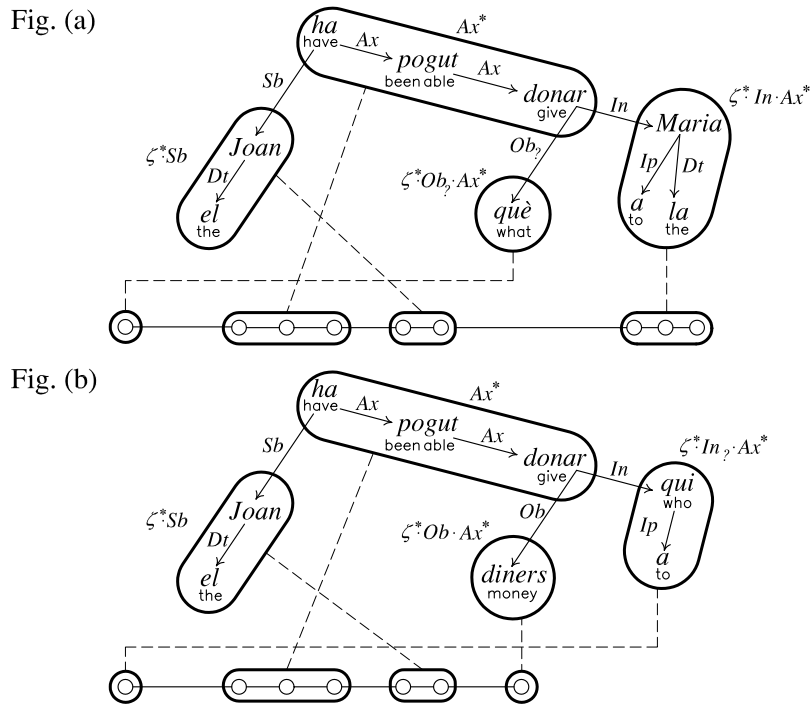 Fig. (a)
ha
have
Ax
Ax*
pogut
been able
Ax
donar
give
Sb
In
ζ*Sb
Joan
Dt
el
the
Ob?
ζ*Ob?·Ax*
què
what
ζ*In·Ax*
Maria
Ip
Dt
a
to
la
the
Fig. (b)
ha
have
Ax
Ax*
pogut
been able
Ax
donar
give
Sb
In
ζ*Sb
Joan
Dt
el
the
Ob
ζ*Ob·Ax*
diners
money
ζ*In?·Ax*
qui
who
Ip
a
to